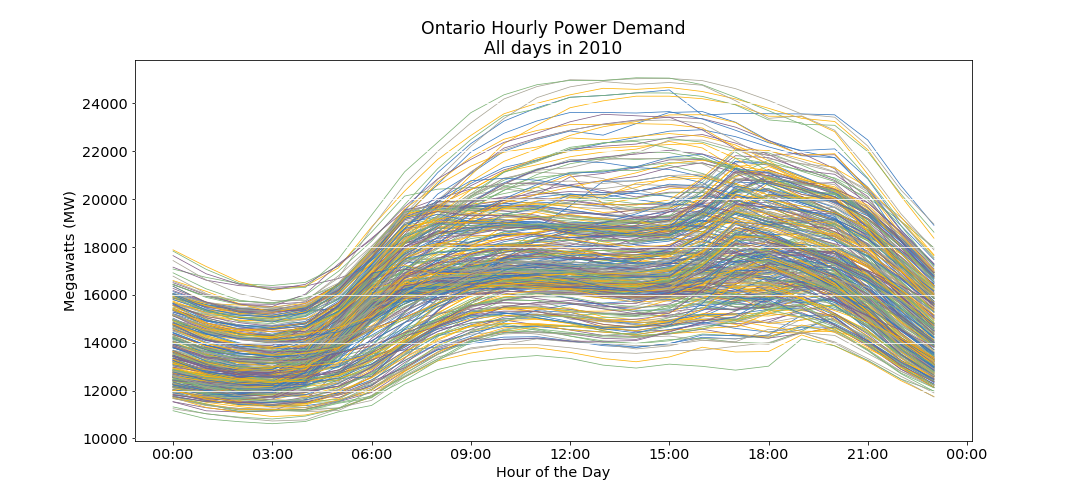 Ontario Hourly Power Demand
All days in 2010
Megawatts (MW)
24000
22000
20000
18000
16000
14000
12000
10000
00:00 03:00 06:00 09:00 12:00 15:00 18:00 21:00 00:00
Hour of the Day